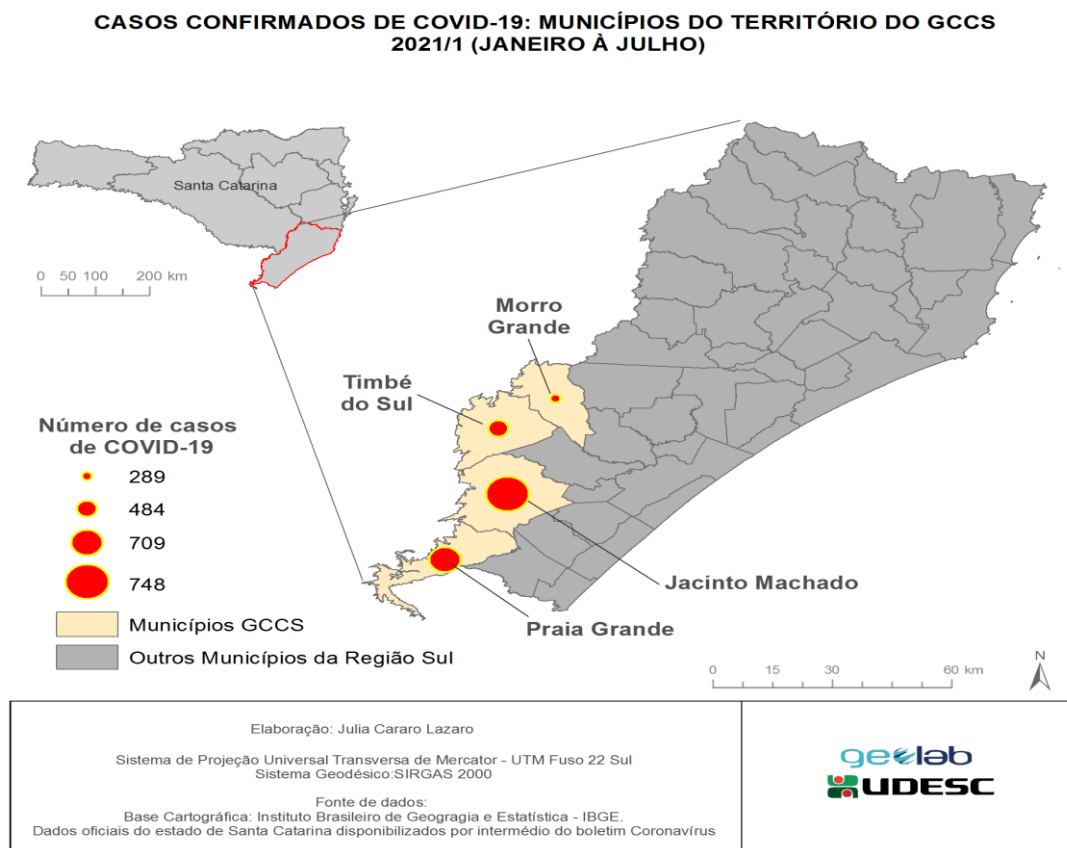 CASOS CONFIRMADOS DE COVID-19: MUNICÍPIOS DO TERRITÓRIO DO GCCS
2021/1 (JANEIRO À JULHO)
Santa Catarina
0 50 100 200 km
Morro
Grande
Timbé
do Sul
Número de casos
de COVID-19
289
484
709
748
Jacinto Machado
Praia Grande
Municípios GCCS
Outros Municípios da Região Sul
0 15 30 60 km
N
Elaboração: Julia Cararo Lazaro
Sistema de Projeção Universal Transversa de Mercator - UTM Fuso 22 Sul
Sistema Geodésico:SIRGAS 2000
Fonte de dados:
Base Cartográfica: Instituto Brasileiro de Geogragia e Estatística - IBGE.
Dados oficiais do estado de Santa Catarina disponibilizados por intermédio do boletim Coronavírus
geolab
UDESC